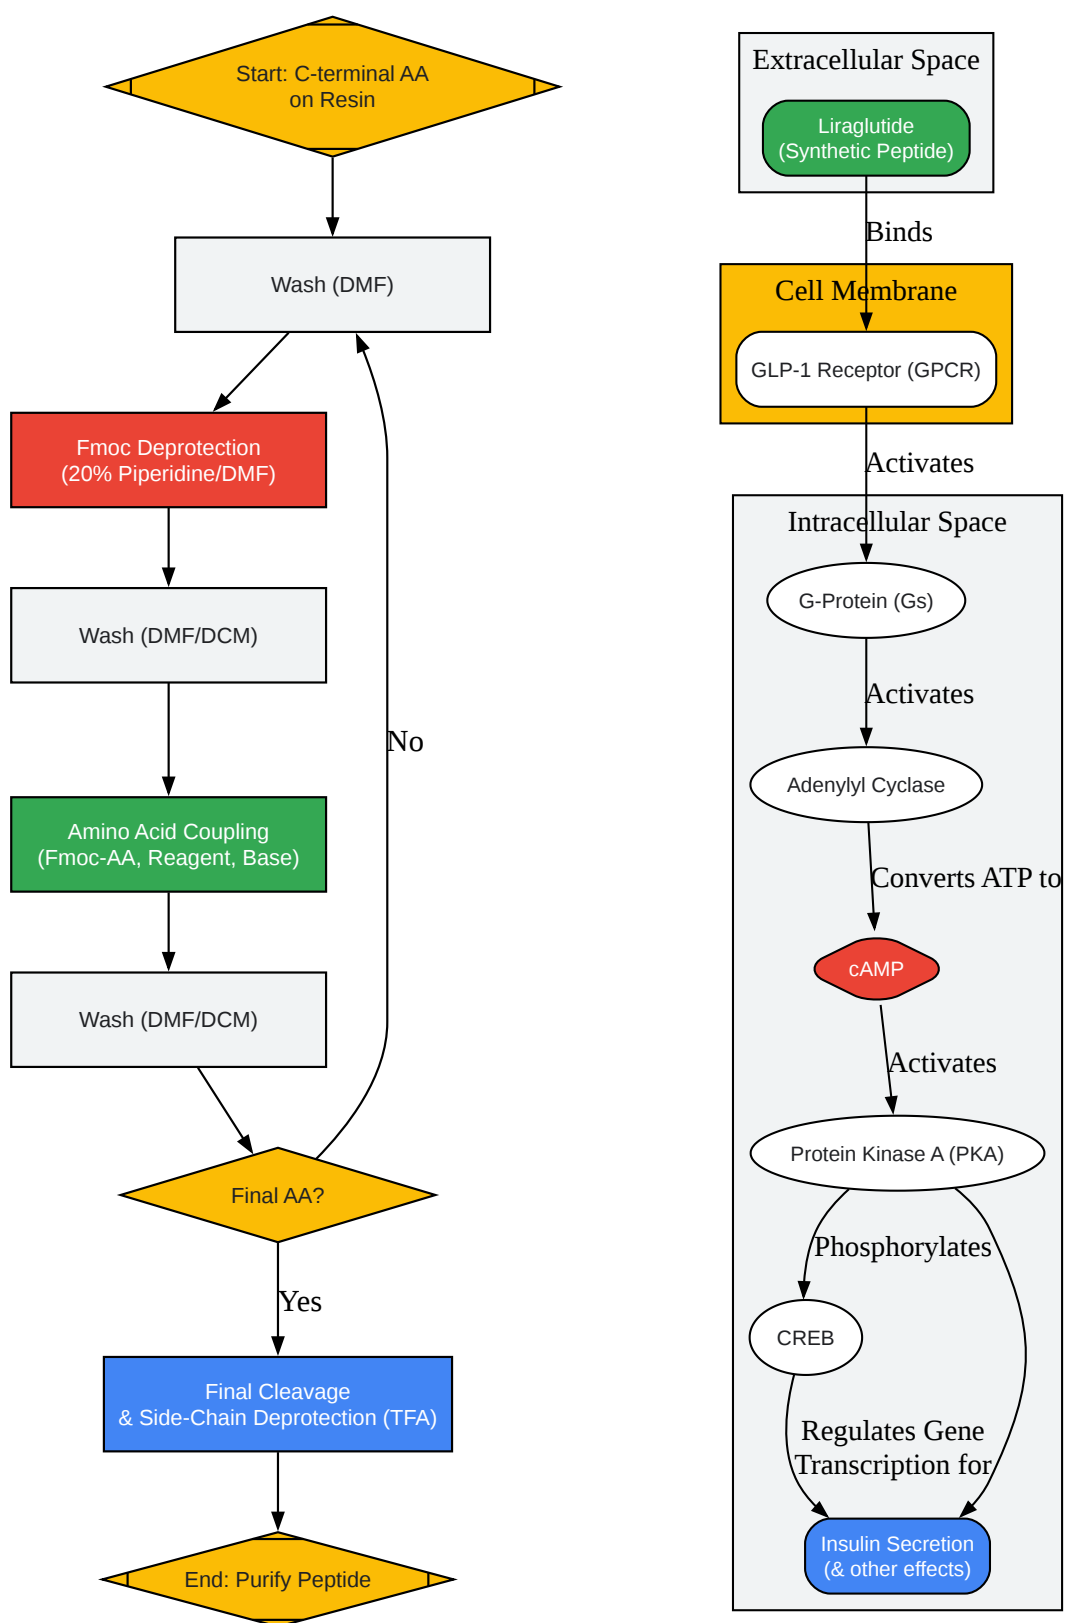 Start: C-terminal AA
on Resin
Wash (DMF)
Fmoc Deprotection
(20% Piperidine/DMF)
Wash (DMF/DCM)
No
Amino Acid Coupling
(Fmoc-AA, Reagent, Base)
Wash (DMF/DCM)
Final AA?
Yes
Final Cleavage
& Side-Chain Deprotection (TFA)
End: Purify Peptide
Extracellular Space
Liraglutide
(Synthetic Peptide)
Binds
Cell Membrane
GLP-1 Receptor (GPCR)
Activates
Intracellular Space
G-Protein (Gs)
Activates
Adenylyl Cyclase
Converts ATP to
cAMP
Activates
Protein Kinase A (PKA)
Phosphorylates
CREB
Regulates Gene
Transcription for
Insulin Secretion
(& other effects)